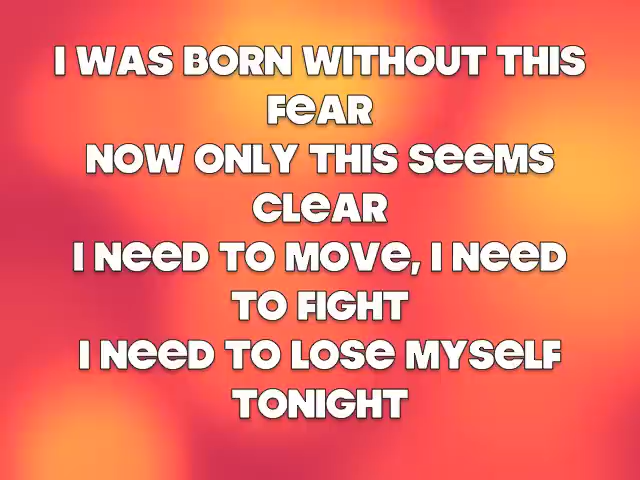 I WAS BORN WITHOUT THIS
FEAR
NOW ONLY THIS SEEMS
CLEAR
I NEED TO MOVE, I NEED
TO FIGHT
I NEED TO LOSE MYSELF
TONIGHT